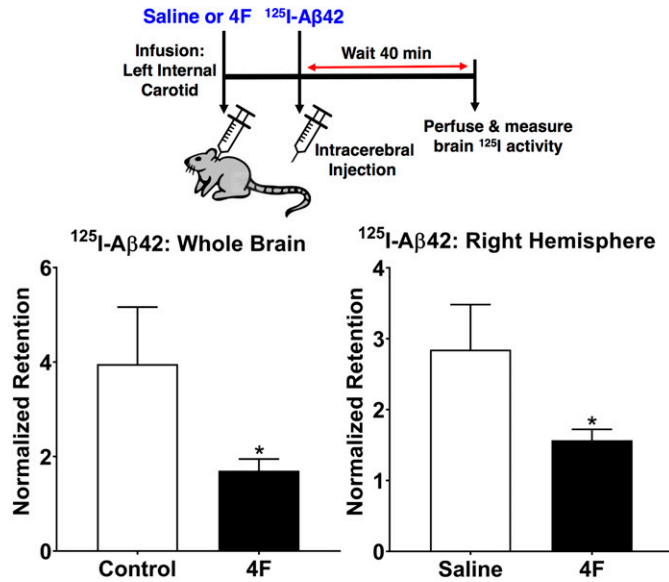 Saline or 4F ¹²⁵I-Aβ42
Infusion:
Left Internal
Carotid
Wait 40 min
Intracerebral
Injection
Perfuse & measure
brain ¹²⁵I activity
¹²⁵I-Aβ42: Whole Brain
Normalized Retention
6
4
2
0
*
Control
4F
¹²⁵I-Aβ42: Right Hemisphere
Normalized Retention
4
3
2
1
0
*
Saline
4F